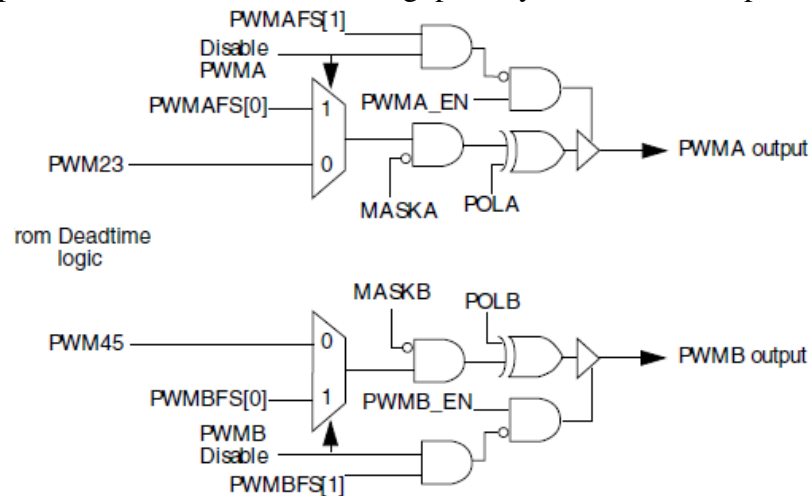 PWMAFS[1]
Disable
PWMA
PWMAFS[0]
1
PWMA_EN
PWM23
0
PWMA output
MASKA
POLA
rom Deadtime
logic
MASKB
POLB
PWM45
0
PWMB output
PWMBFS[0]
1
PWMB_EN
PWMB
Disable
PWMBFS[1]